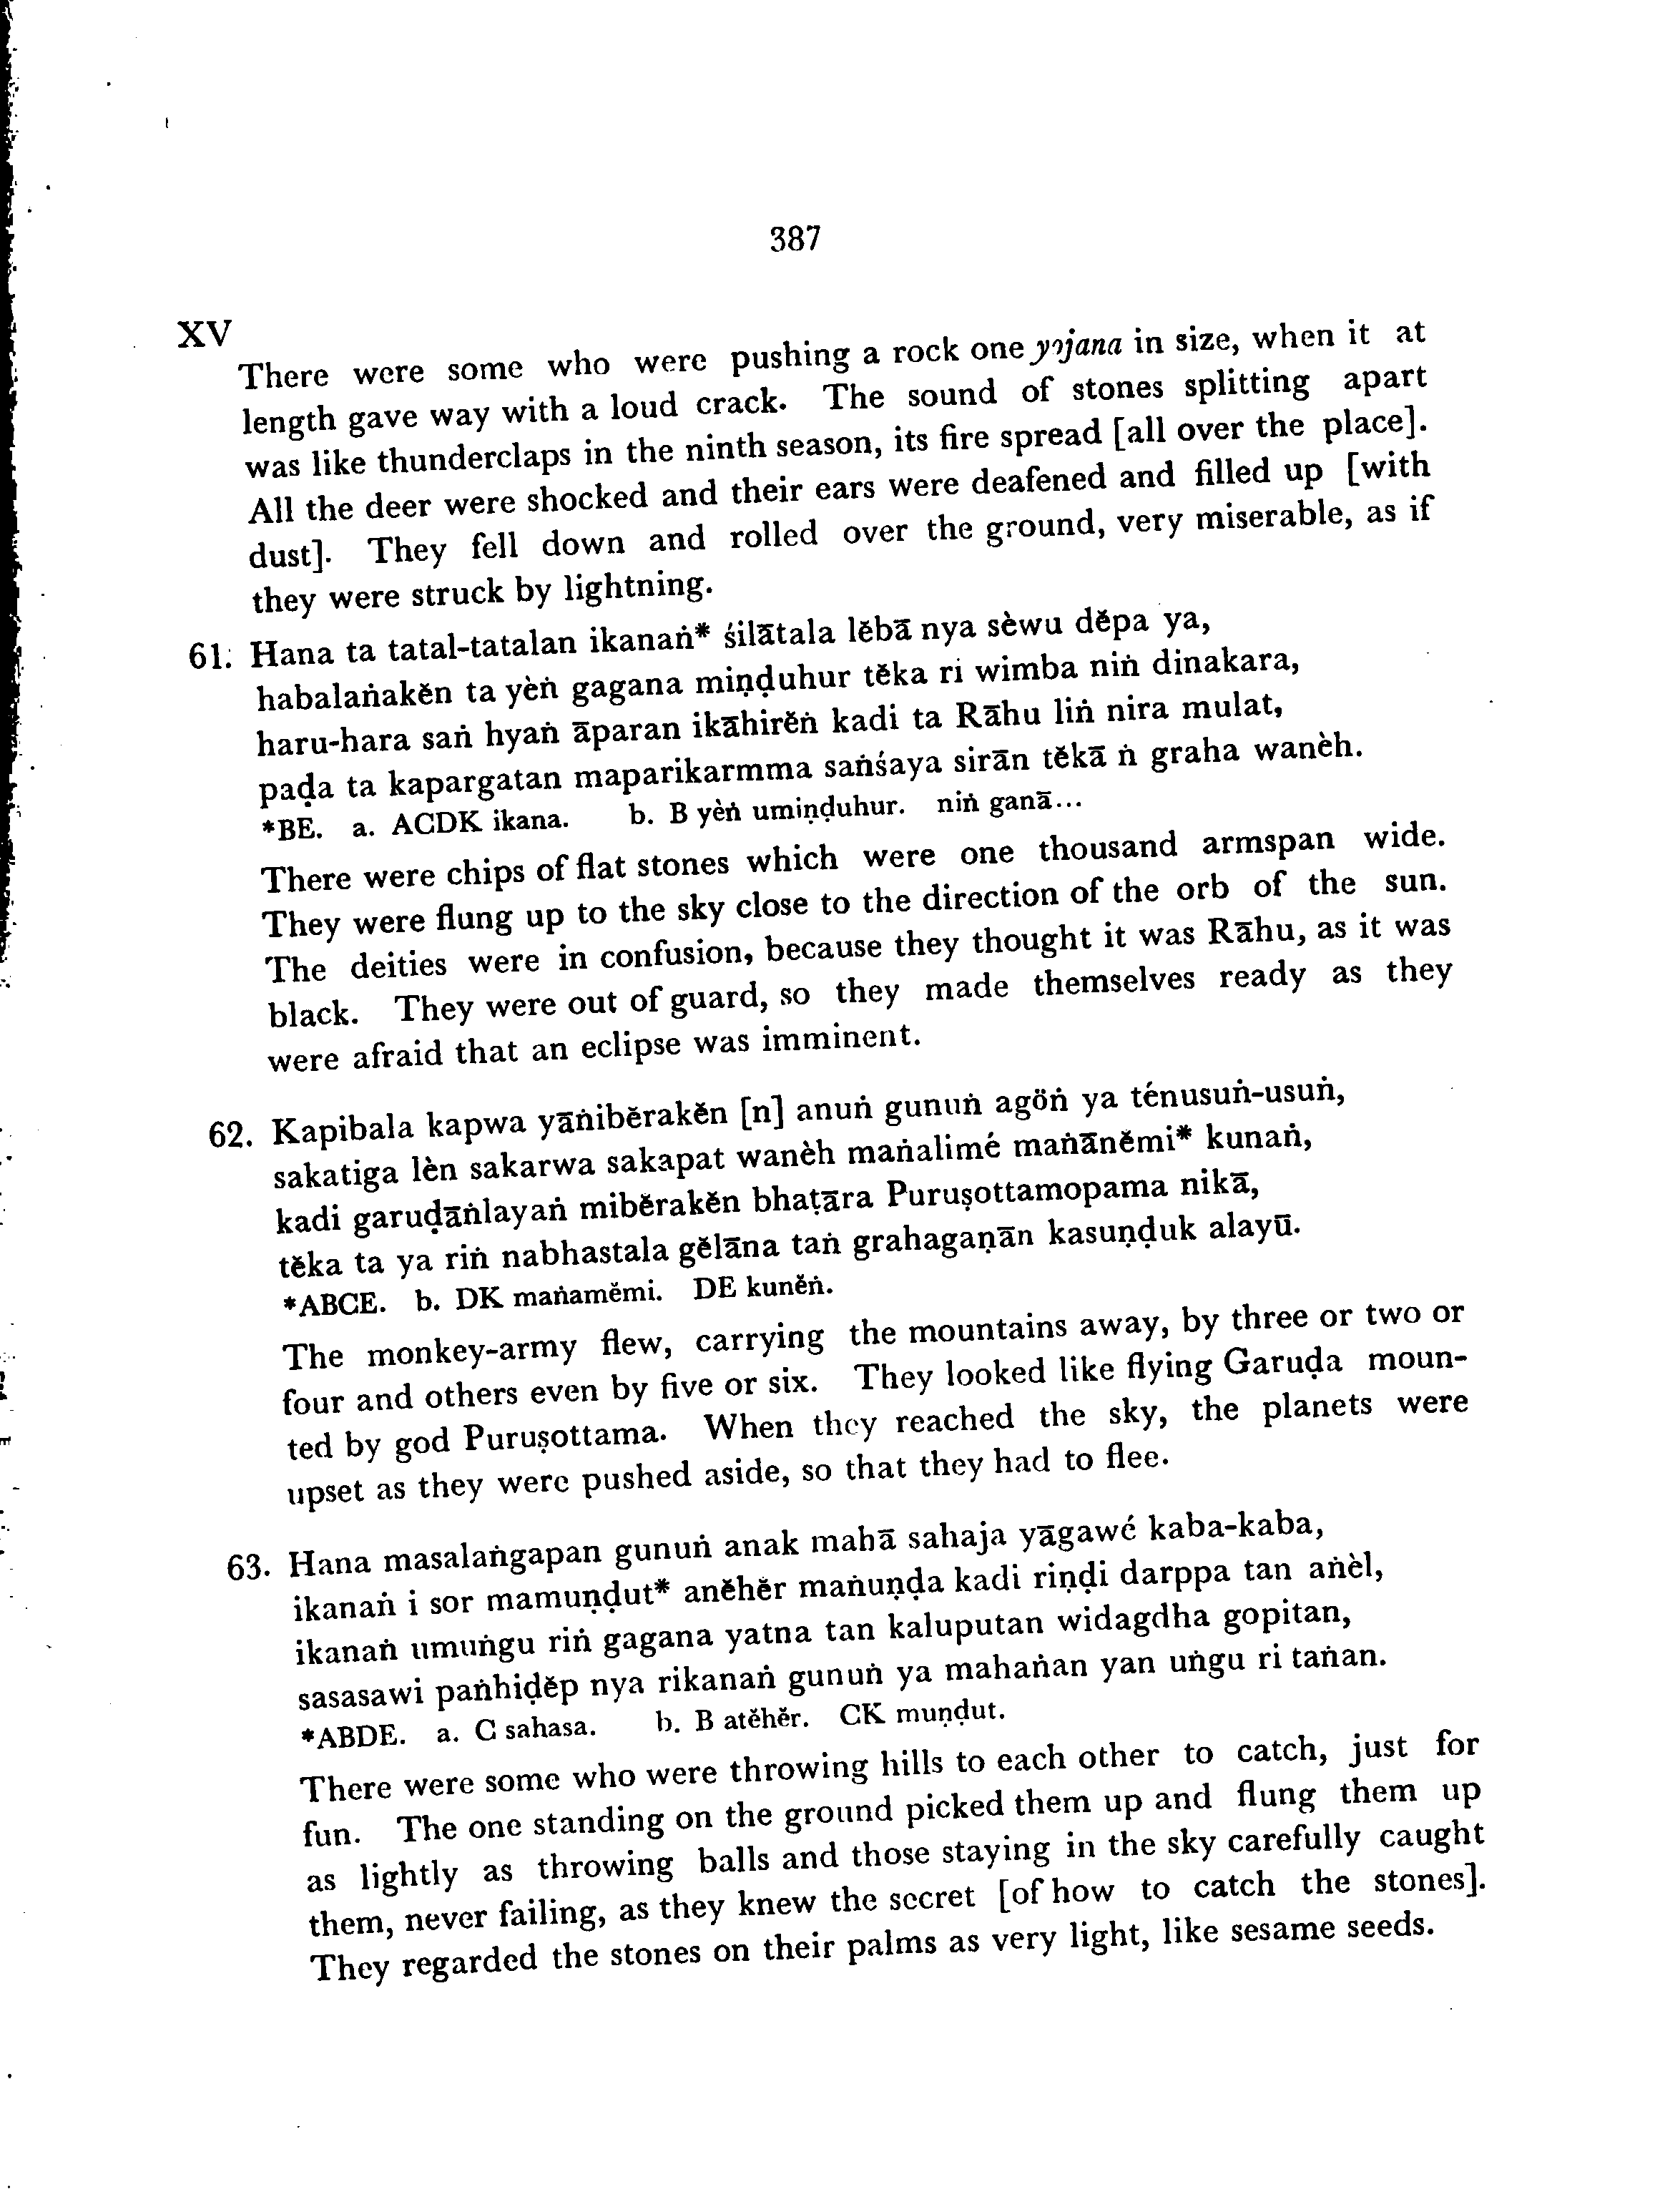 387
XV
There were some who were pushing a rock one yojana in size, when it at
length gave way with a loud crack. The sound of stones splitting apart
was like thunderclaps in the ninth season, its fire spread [all over the place].
All the deer were shocked and their ears were deafened and filled up [with
dust]. They fell down and rolled over the ground, very miserable, as if
they were struck by lightning.
61. Hana ta tatal-tatalan ikanaṅ* śilātala lĕbā nya sèwu dĕpa ya,
habalaṅakĕn ta yèṅ gagana miṇḍuhur tĕka ri wimba niṅ dinakara,
haru-hara saṅ hyaṅ āparan ikāhirĕṅ kadi ta Rāhu liṅ nira mulat,
paḍa ta kapargatan maparikarmma saṅśaya sirān tĕkā ṅ graha wanèh.
*BE. a. ACDK ikana. b. B yèṅ umiṇḍuhur. niṅ ganā...
There were chips of flat stones which were one thousand armspan wide.
They were flung up to the sky close to the direction of the orb of the sun.
The deities were in confusion, because they thought it was Rāhu, as it was
black. They were out of guard, so they made themselves ready as they
were afraid that an eclipse was imminent.
62. Kapibala kapwa yāṅibĕrakĕn [n] anuṅ gunuṅ agöṅ ya ténusuṅ-usuṅ,
sakatiga lèn sakarwa sakapat wanèh maṅalimé maṅānĕmi* kunaṅ,
kadi garuḍāṅlayaṅ mibĕrakĕn bhaṭāra Puruṣottamopama nikā,
tĕka ta ya riṅ nabhastala gĕlāna taṅ grahagaṇān kasuṇḍuk alayū.
*ABCE. b. DK maṅamĕmi. DE kunĕṅ.
The monkey-army flew, carrying the mountains away, by three or two or
four and others even by five or six. They looked like flying Garuḍa moun-
ted by god Puruṣottama. When they reached the sky, the planets were
upset as they were pushed aside, so that they had to flee.
63. Hana masalaṅgapan gunuṅ anak mahā sahaja yāgawé kaba-kaba,
ikanaṅ i sor mamuṇḍut* anĕhĕr maṅuṇḍa kadi riṇḍi darppa tan aṅèl,
ikanaṅ umuṅgu riṅ gagana yatna tan kaluputan widagdha gopitan,
sasasawi paṅhiḍĕp nya rikanaṅ gunuṅ ya mahaṅan yan uṅgu ri taṅan.
*ABDE. a. C sahasa. b. B atĕhĕr. CK muṇḍut.
There were some who were throwing hills to each other to catch, just for
fun. The one standing on the ground picked them up and flung them up
as lightly as throwing balls and those staying in the sky carefully caught
them, never failing, as they knew the secret [of how to catch the stones].
They regarded the stones on their palms as very light, like sesame seeds.